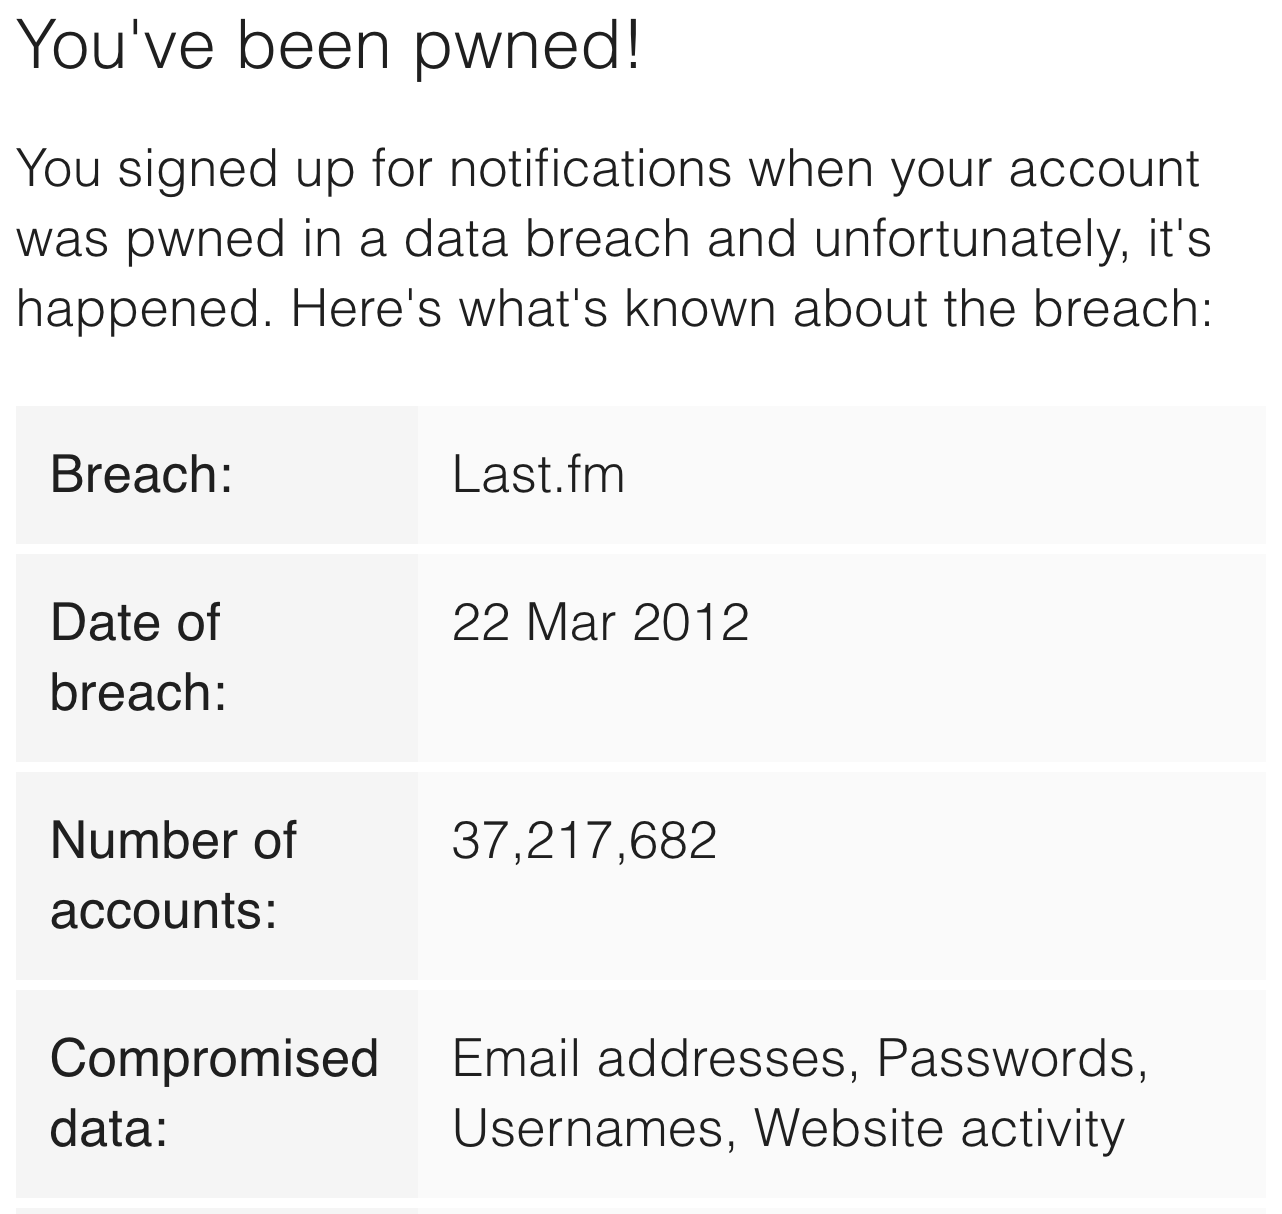 You've been pwned!
You signed up for notifications when your account
was pwned in a data breach and unfortunately, it's
happened. Here's what's known about the breach:
Breach: Last.fm
Date of 22 Mar 2012
breach:
Number of 37,217,682
accounts:
Compromised Email addresses, Passwords,
data: Usernames, Website activity